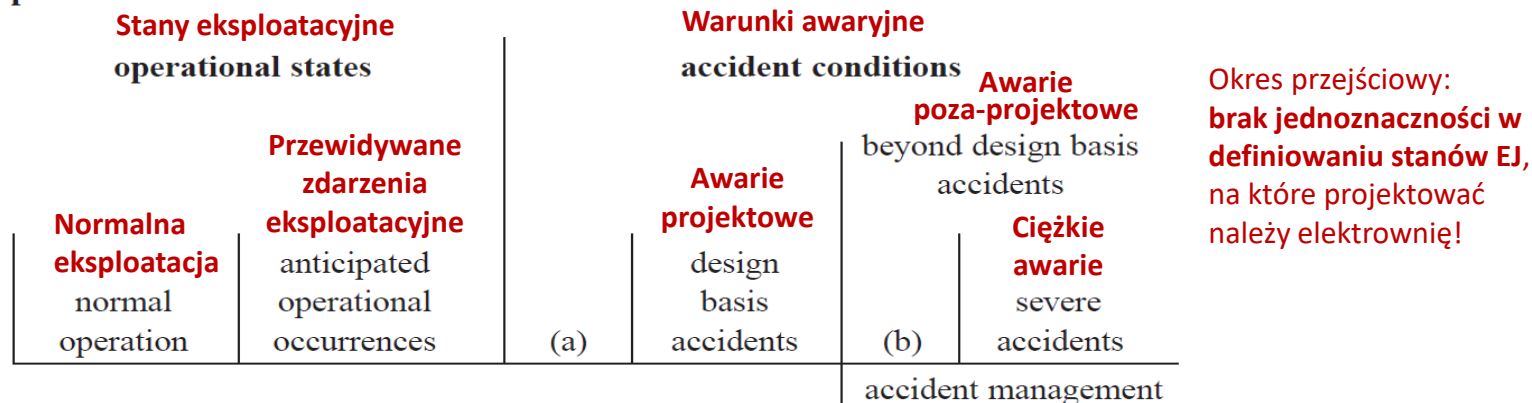 Stany eksploatacyjne
operational states
Warunki awaryjne
accident conditions
Awarie
poza-projektowe
beyond design basis
accidents
Normalna
eksploatacja
normal
operation
Przewidywane
zdarzenia
eksploatacyjne
anticipated
operational
occurrences
(a)
Awarie
projektowe
design
basis
accidents
(b)
Ciężkie
awarie
severe
accidents
accident management
Okres przejściowy:
brak jednoznaczności w
definiowaniu stanów EJ,
na które projektować
należy elektrownię!